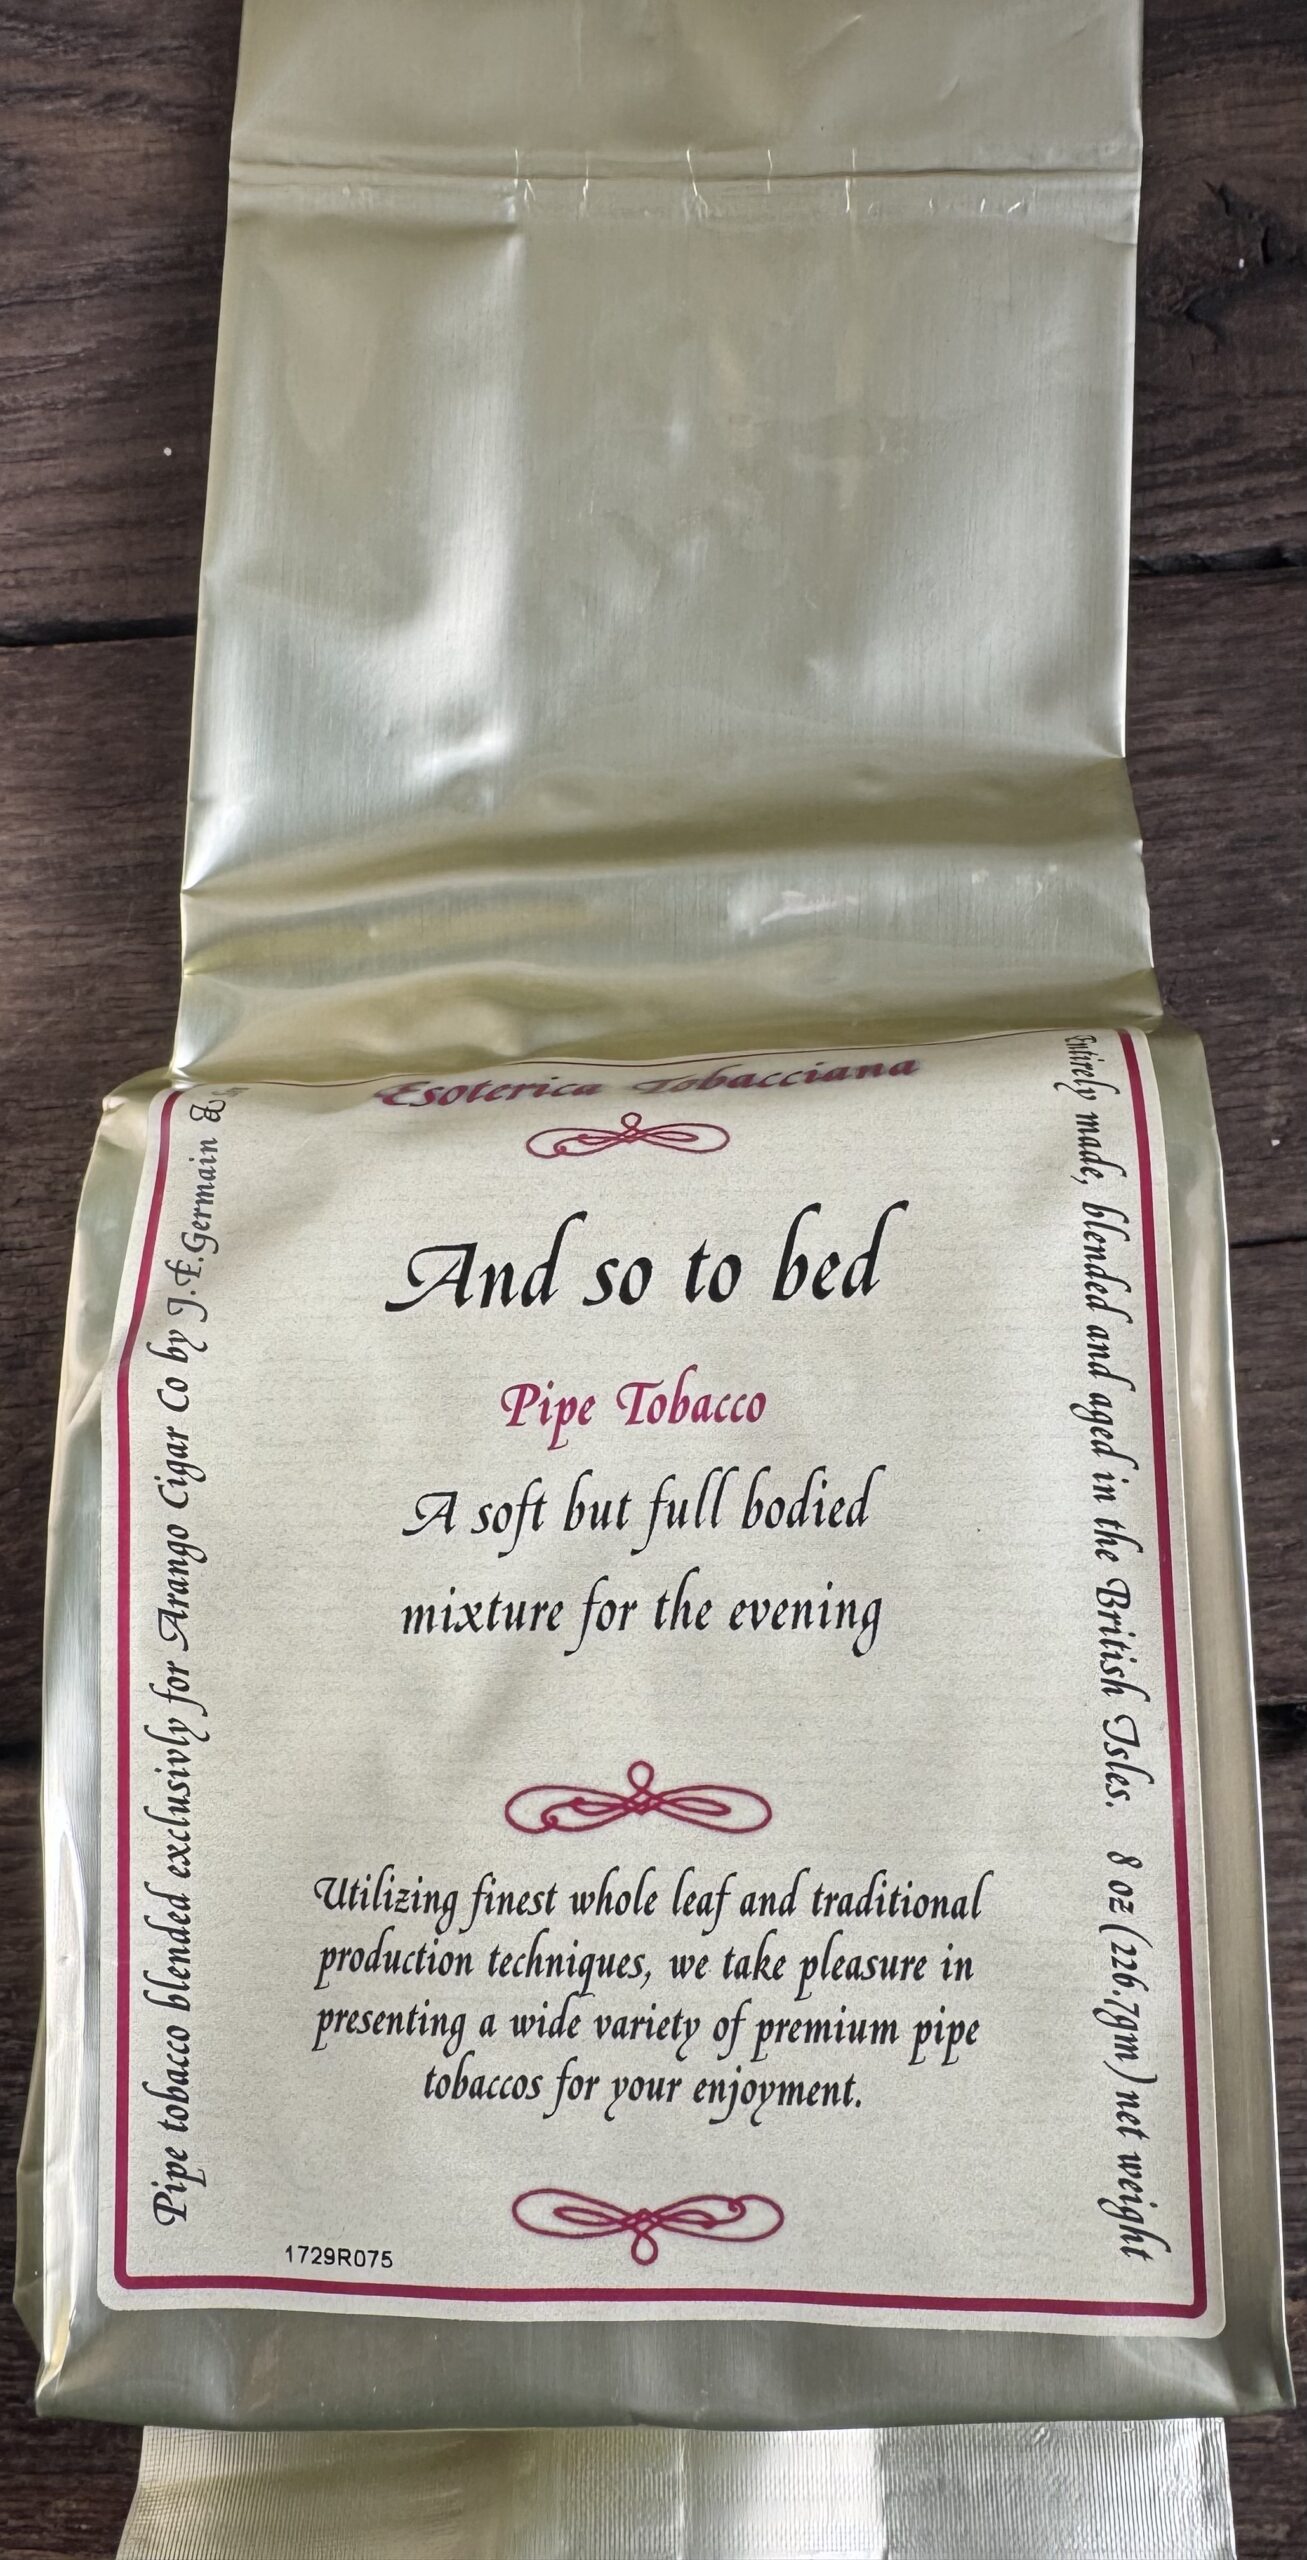 Esoterica Tobacciana
And so to bed
Pipe Tobacco
A soft but full bodied
mixture for the evening
Utilizing finest whole leaf and traditional
production techniques, we take pleasure in
presenting a wide variety of premium pipe
tobaccos for your enjoyment.
1729R075
Pipe tobacco blended exclusivly for Arango Cigar Co by J.E.Germain &
Entirely made, blended and aged in the British Isles. 8 oz (226.7gm) net weight